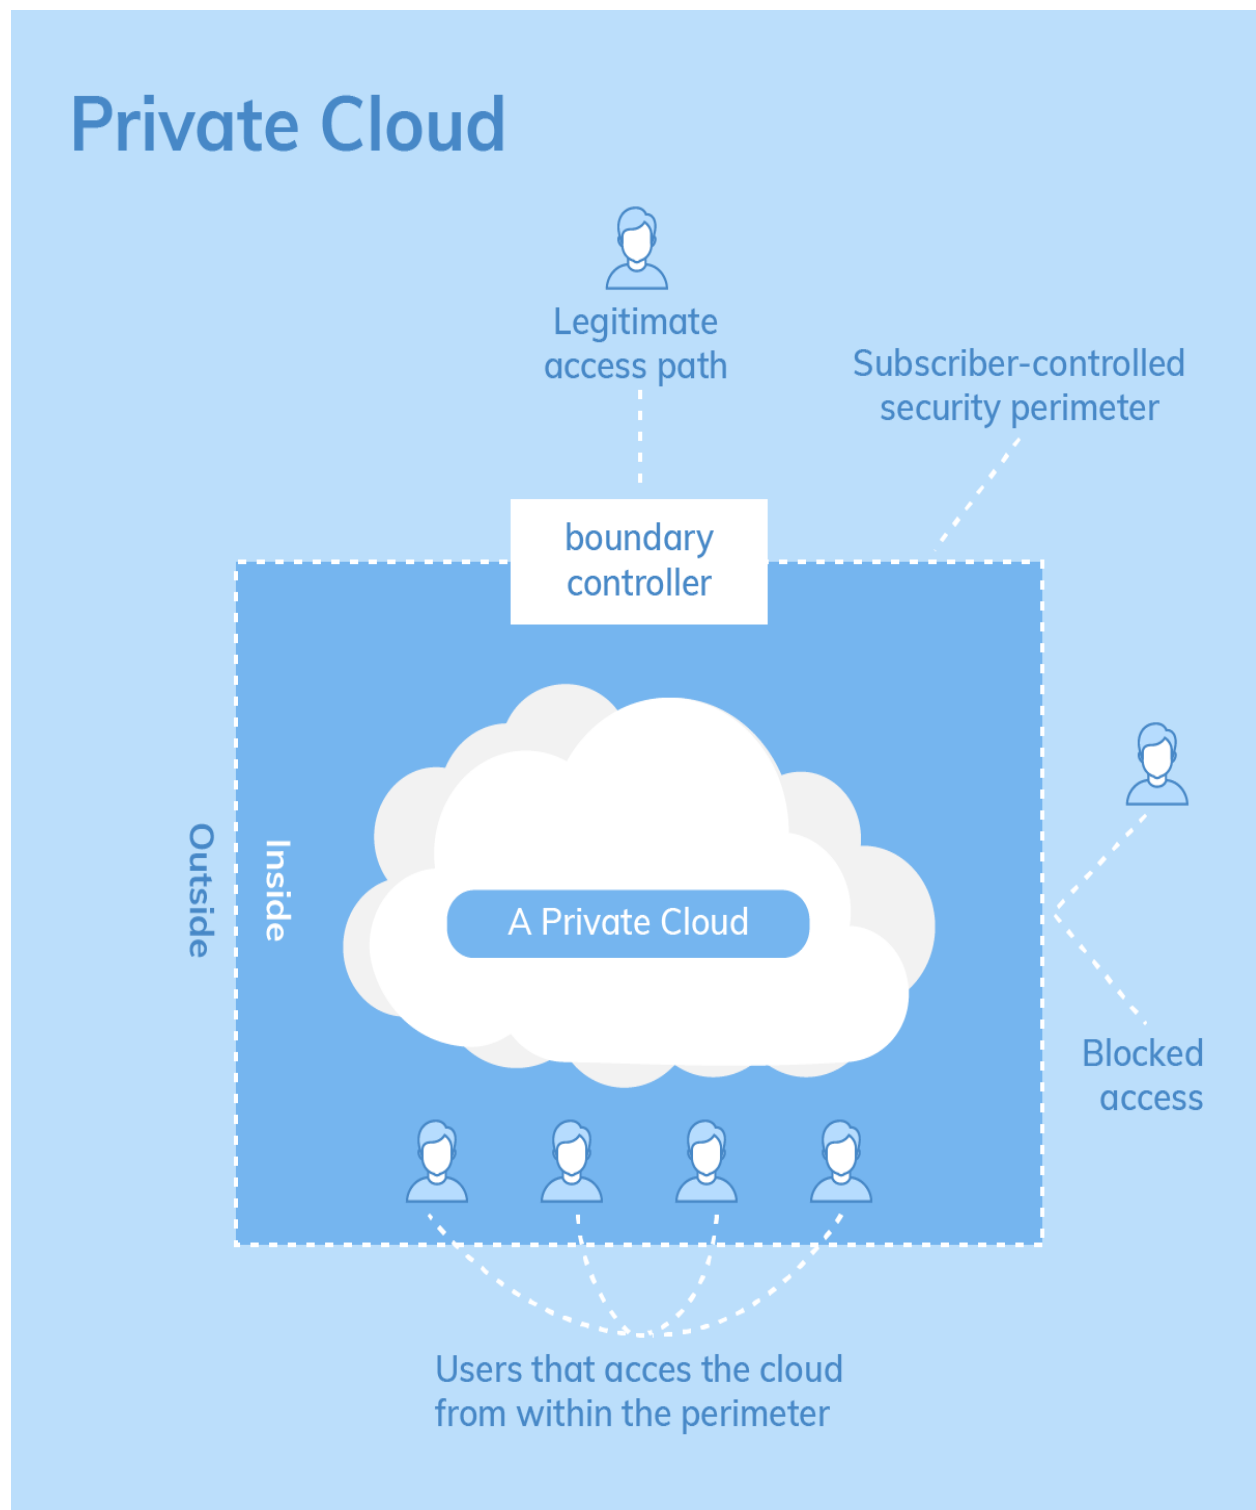 Private Cloud
Legitimate
access path
Subscriber-controlled
security perimeter
boundary
controller
Outside
Inside
A Private Cloud
Blocked
access
Users that acces the cloud
from within the perimeter